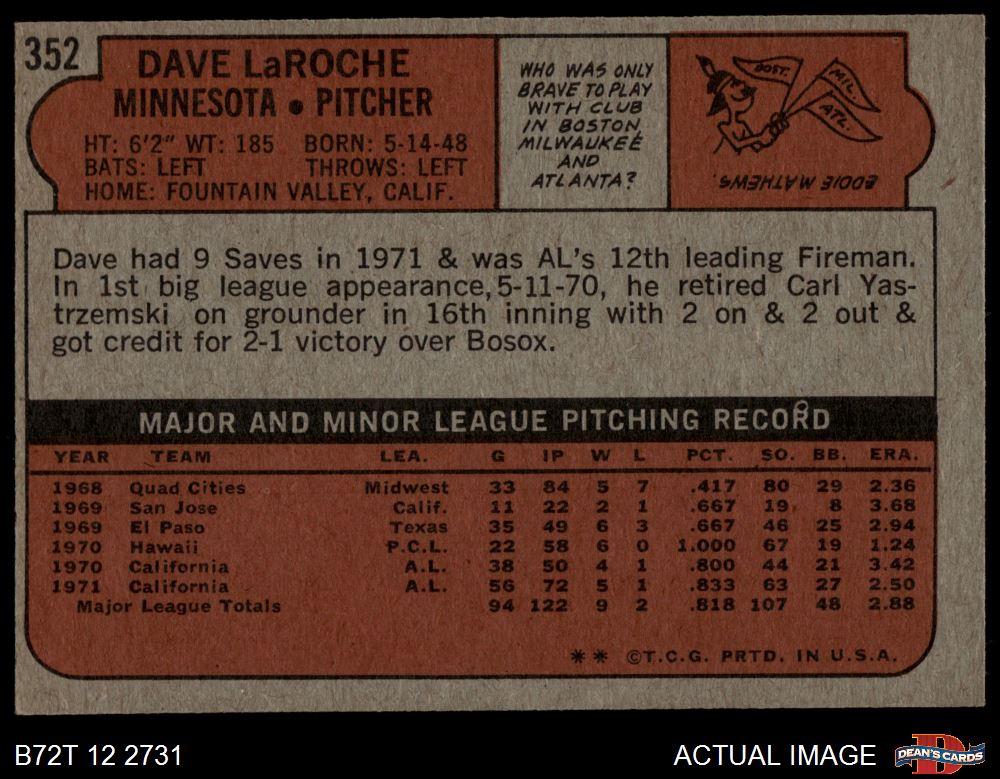 352
DAVE LaROCHE
MINNESOTA • PITCHER
HT: 6'2" WT: 185 BORN: 5-14-48
BATS: LEFT THROWS: LEFT
HOME: FOUNTAIN VALLEY, CALIF.
WHO WAS ONLY
BRAVE TO PLAY
WITH CLUB
IN BOSTON,
MILWAUKEE
AND
ATLANTA?
BOST.
MIL.
ATL.
EDDIE MATHEWS.
Dave had 9 Saves in 1971 & was AL's 12th leading Fireman.
In 1st big league appearance, 5-11-70, he retired Carl Yas-
trzemski on grounder in 16th inning with 2 on & 2 out &
got credit for 2-1 victory over Bosox.
MAJOR AND MINOR LEAGUE PITCHING RECORD
YEAR TEAM LEA. G IP W L PCT. SO. BB. ERA.
1968 Quad Cities Midwest 33 84 5 7 .417 80 29 2.36
1969 San Jose Calif. 11 22 2 1 .667 19 8 3.68
1969 El Paso Texas 35 49 6 3 .667 46 25 2.94
1970 Hawaii P.C.L. 22 58 6 0 1.000 67 19 1.24
1970 California A.L. 38 50 4 1 .800 44 21 3.42
1971 California A.L. 56 72 5 1 .833 63 27 2.50
Major League Totals 94 122 9 2 .818 107 48 2.88
** ©T.C.G. PRTD. IN U.S.A.
B72T 12 2731
ACTUAL IMAGE
DEAN'S CARDS